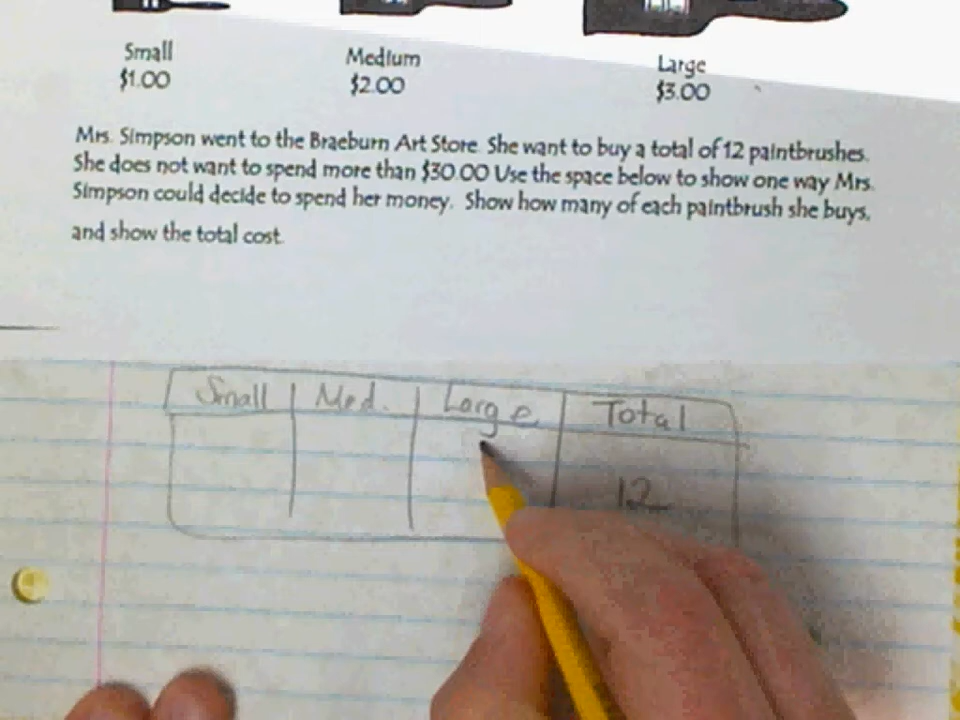 Small Medium Large
$1.00 $2.00 $3.00
Mrs. Simpson went to the Braeburn Art Store. She want to buy a total of 12 paintbrushes.
She does not want to spend more than $30.00 Use the space below to show one way Mrs.
Simpson could decide to spend her money. Show how many of each paintbrush she buys,
and show the total cost.
Small Med. Large Total
12